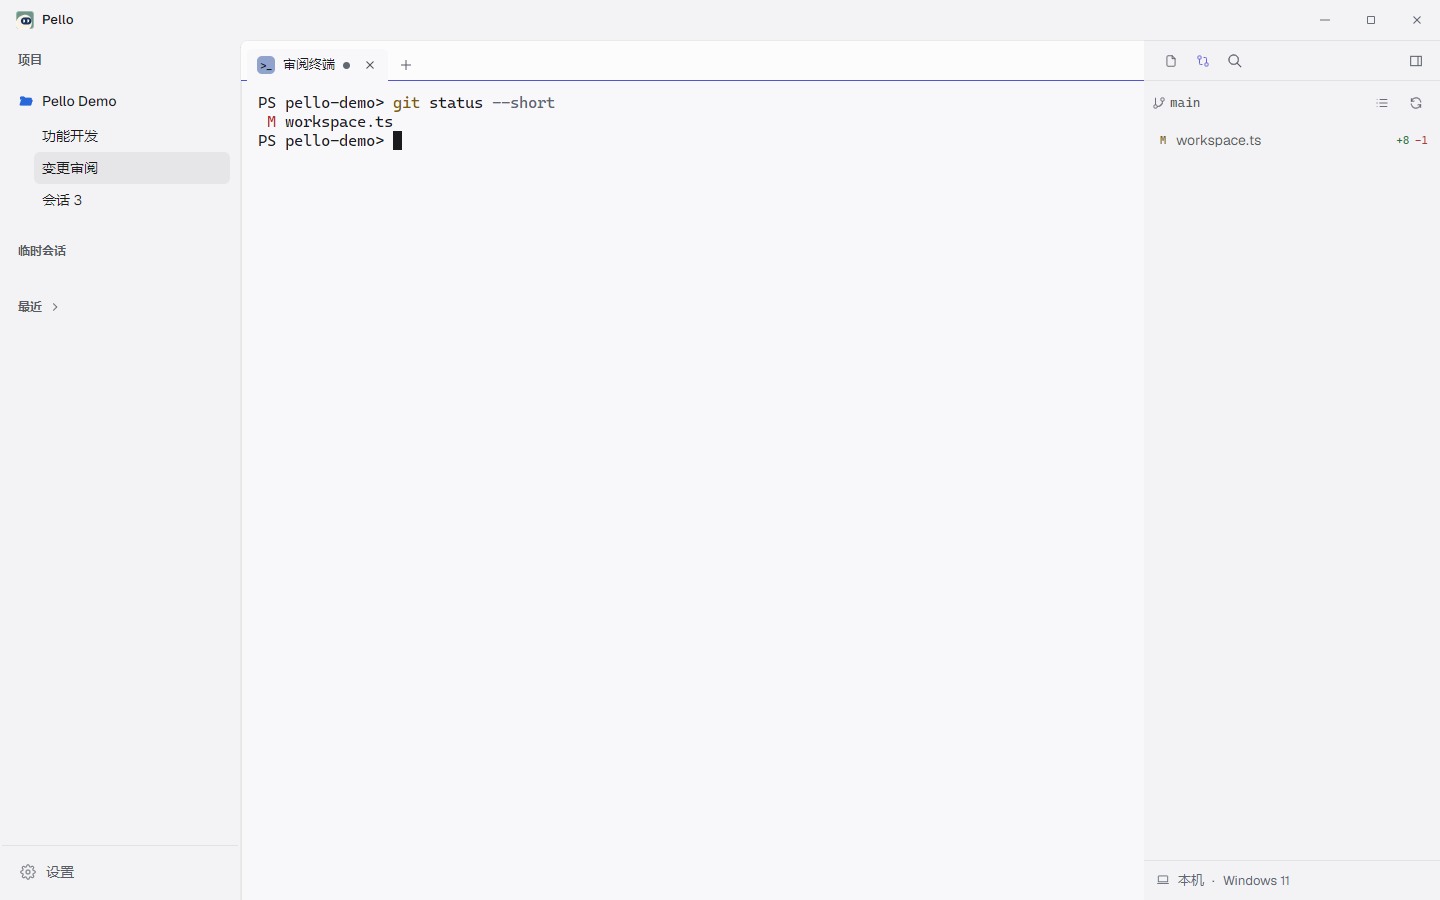 Pello
项目
Pello Demo
功能开发
变更审阅
会话 3
临时会话
最近
设置
>_ 审阅终端
PS pello-demo> git status --short
M workspace.ts
PS pello-demo>
main
M workspace.ts +8 -1
本机 · Windows 11